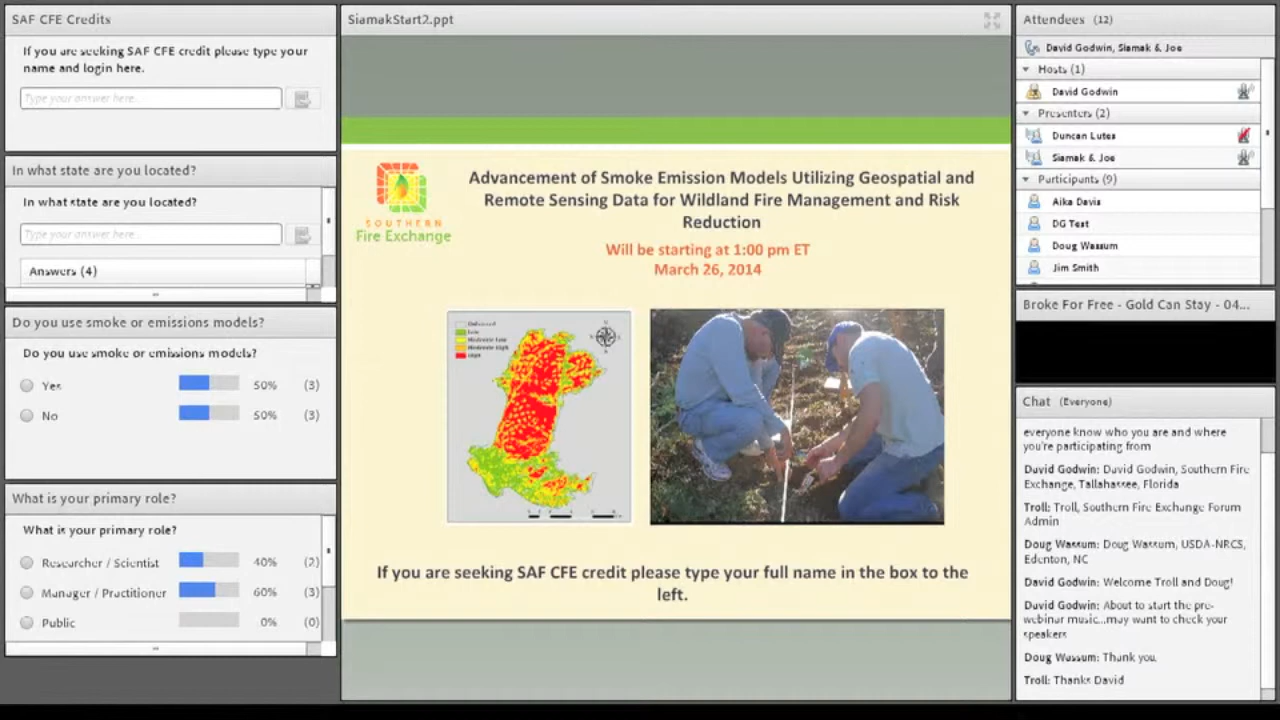 SAF CFE Credits
If you are seeking SAF CFE credit please type your
name and login here.
Type your answer here...
In what state are you located?
In what state are you located?
Type your answer here...
Answers (4)
Do you use smoke or emissions models?
Do you use smoke or emissions models?
Yes 50% (3)
No 50% (3)
What is your primary role?
What is your primary role?
Researcher / Scientist 40% (2)
Manager / Practitioner 60% (3)
Public 0% (0)
SiamakStart2.ppt
SOUTHERN
Fire Exchange
Advancement of Smoke Emission Models Utilizing Geospatial and
Remote Sensing Data for Wildland Fire Management and Risk
Reduction
Will be starting at 1:00 pm ET
March 26, 2014
Low
Moderate Low
Moderate High
High
If you are seeking SAF CFE credit please type your full name in the box to the
left.
Attendees (12)
David Godwin, Siamak & Joe
Hosts (1)
David Godwin
Presenters (2)
Duncan Lutes
Siamak & Joe
Participants (9)
Aika Davis
DG Test
Doug Wassum
Jim Smith
Broke For Free - Gold Can Stay - 04...
Chat (Everyone)
everyone know who you are and where
you're participating from
David Godwin: David Godwin, Southern Fire
Exchange, Tallahassee, Florida
Troll: Troll, Southern Fire Exchange Forum
Admin
Doug Wassum: Doug Wassum, USDA-NRCS,
Edenton, NC
David Godwin: Welcome Troll and Doug!
David Godwin: About to start the pre-
webinar music...may want to check your
speakers
Doug Wassum: Thank you.
Troll: Thanks David